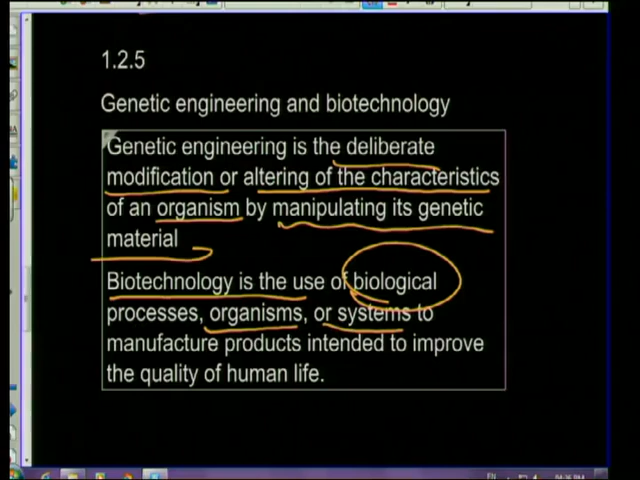 1.2.5
Genetic engineering and biotechnology
Genetic engineering is the deliberate
modification or altering of the characteristics
of an organism by manipulating its genetic
material
Biotechnology is the use of biological
processes, organisms, or systems to
manufacture products intended to improve
the quality of human life.